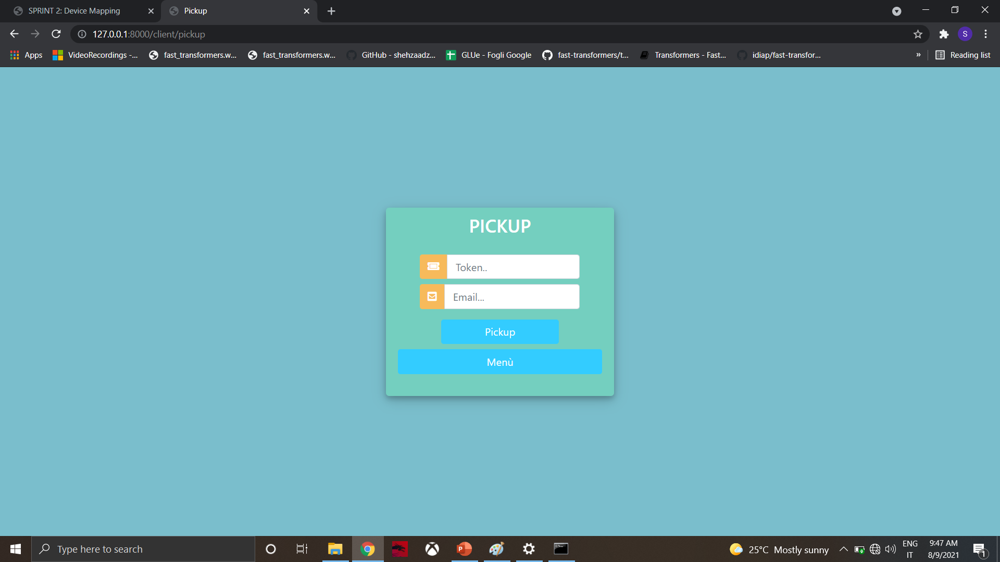 SPRINT 2: Device Mapping
Pickup
127.0.0.1:8000/client/pickup
S
Apps
VideoRecordings -...
fast_transformers.w...
fast_transformers.w...
GitHub - shehzaadz...
GLUe - Fogli Google
fast-transformers/t...
Transformers - Fast...
idiap/fast-transfor...
»
Reading list
PICKUP
Token..
Email...
Pickup
Menù
Type here to search
25°C Mostly sunny
ENG
IT
9:47 AM
8/9/2021
1